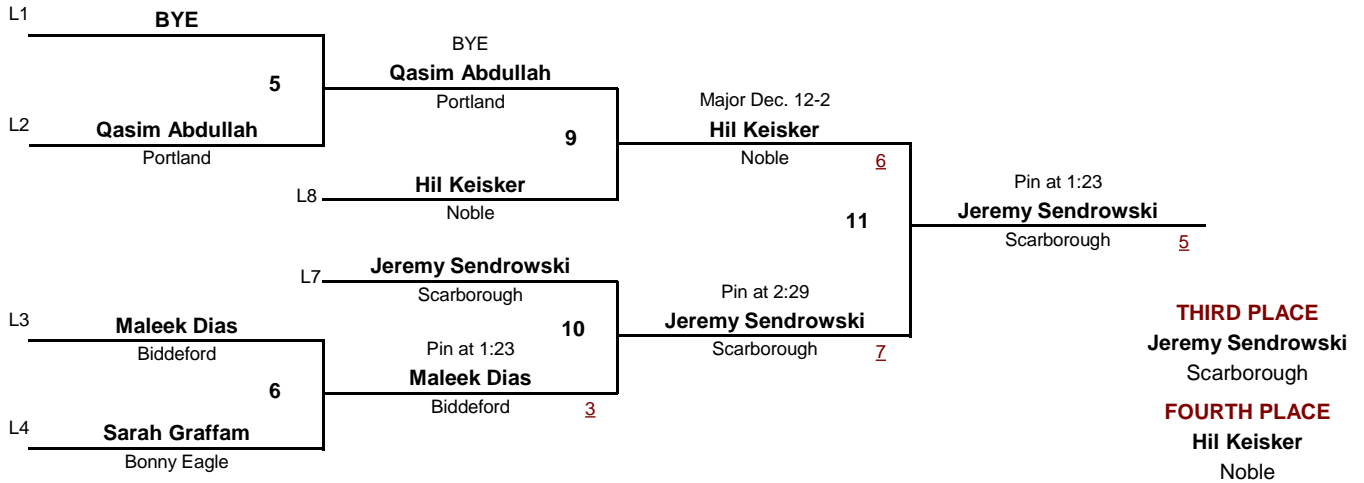 L1
BYE
5
L2
Qasim Abdullah
Portland
BYE
Qasim Abdullah
Portland
9
L8
Hil Keisker
Noble
Major Dec. 12-2
Hil Keisker
Noble
6
11
Pin at 1:23
Jeremy Sendrowski
Scarborough
5
L7
Jeremy Sendrowski
Scarborough
10
Pin at 2:29
Jeremy Sendrowski
Scarborough
7
L3
Maleek Dias
Biddeford
6
Pin at 1:23
Maleek Dias
Biddeford
3
L4
Sarah Graffam
Bonny Eagle
THIRD PLACE
Jeremy Sendrowski
Scarborough
FOURTH PLACE
Hil Keisker
Noble